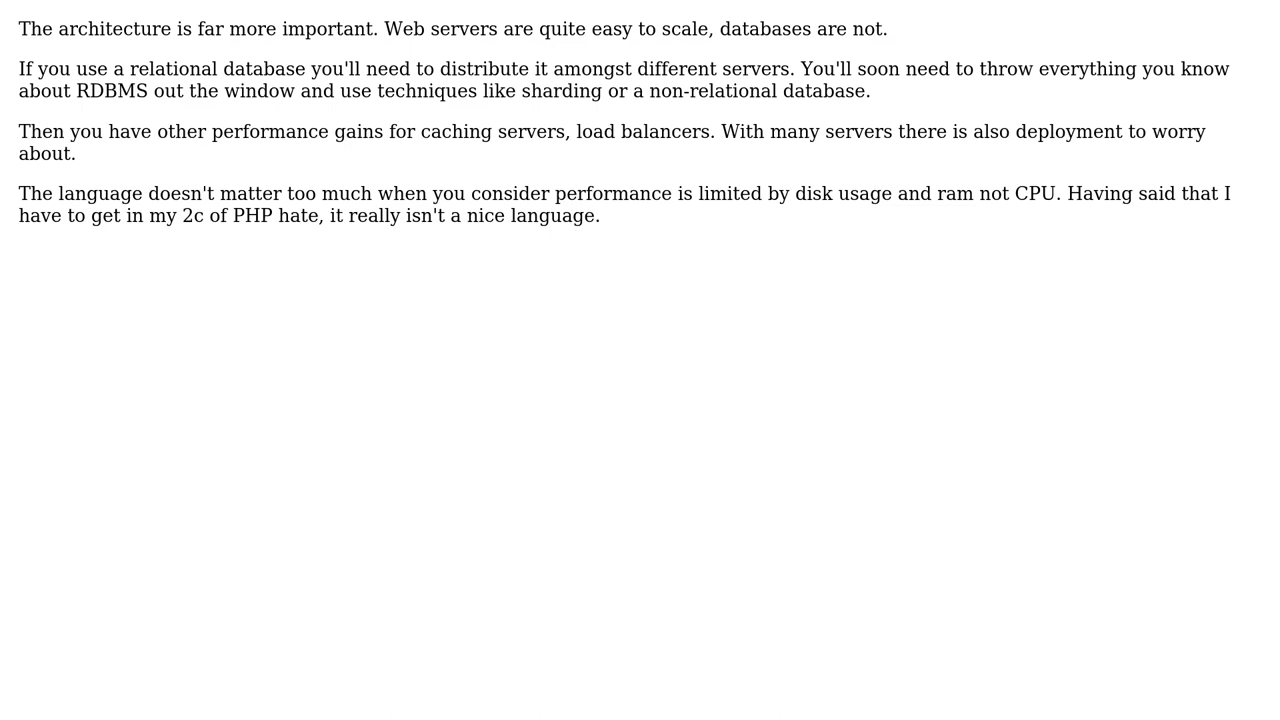 The architecture is far more important. Web servers are quite easy to scale, databases are not.
If you use a relational database you'll need to distribute it amongst different servers. You'll soon need to throw everything you know
about RDBMS out the window and use techniques like sharding or a non-relational database.
Then you have other performance gains for caching servers, load balancers. With many servers there is also deployment to worry
about.
The language doesn't matter too much when you consider performance is limited by disk usage and ram not CPU. Having said that I
have to get in my 2c of PHP hate, it really isn't a nice language.